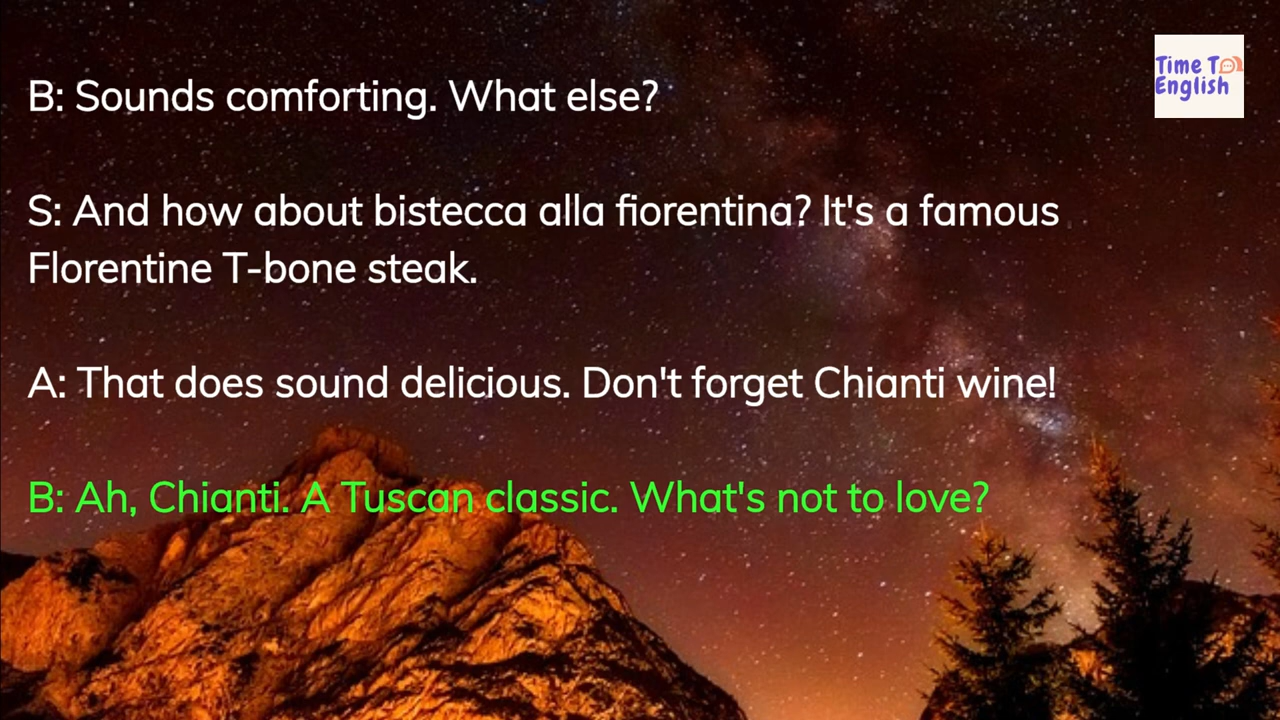 B: Sounds comforting. What else?
S: And how about bistecca alla fiorentina? It's a famous
Florentine T-bone steak.
A: That does sound delicious. Don't forget Chianti wine!
B: Ah, Chianti. A Tuscan classic. What's not to love?
Time To
English